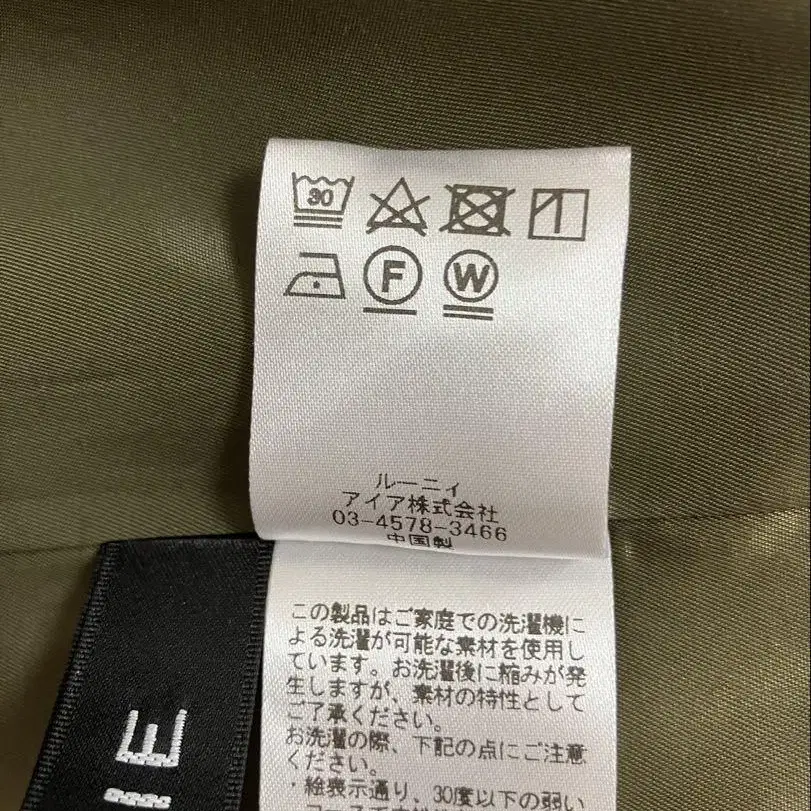 30
F
W
ルーニィ
アイア株式会社
03-4578-3466
中国製
この製品はご家庭での洗濯機に
よる洗濯が可能な素材を使用し
ています。お洗濯後に縮みが発
生しますが、素材の特性として
ご了承ください。
お洗濯の際、下記の点にご注意
ください。
・絵表示通り、30度以下の弱い
IE